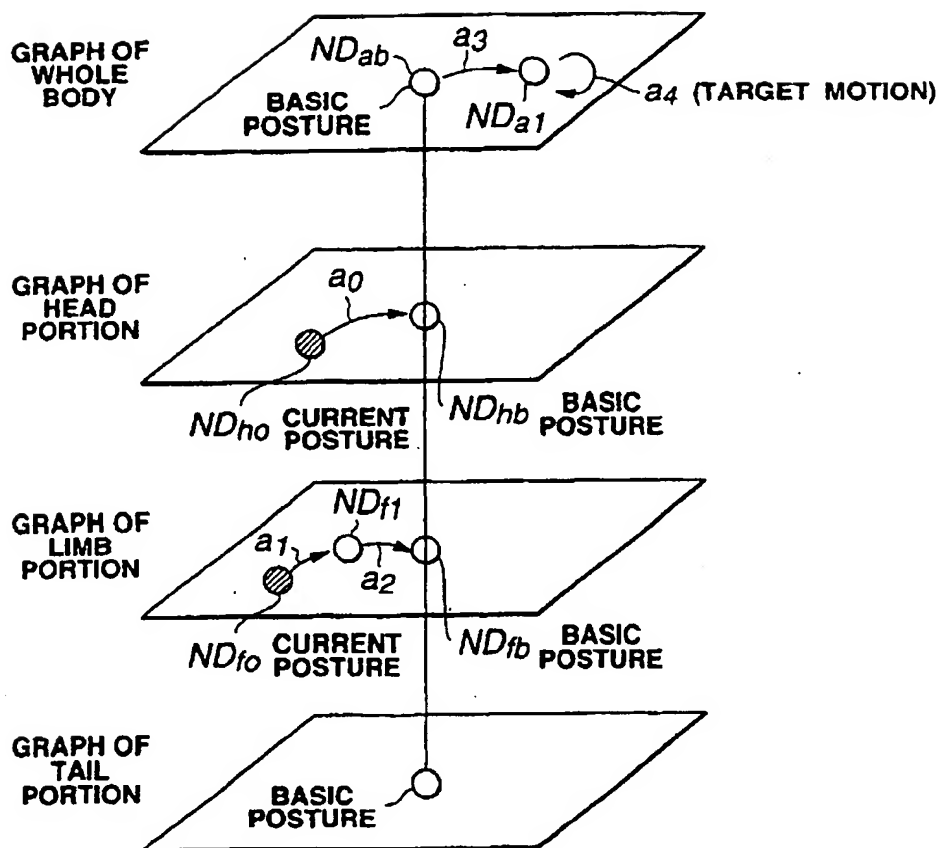 GRAPH OF
WHOLE
BODY
NDab
a3
BASIC
POSTURE
NDa1
a4 (TARGET MOTION)
GRAPH OF
HEAD
PORTION
a0
NDho
CURRENT
POSTURE
NDhb
BASIC
POSTURE
GRAPH OF
LIMB
PORTION
a1
NDf1
a2
NDfo
CURRENT
POSTURE
NDfb
BASIC
POSTURE
GRAPH OF
TAIL
PORTION
BASIC
POSTURE